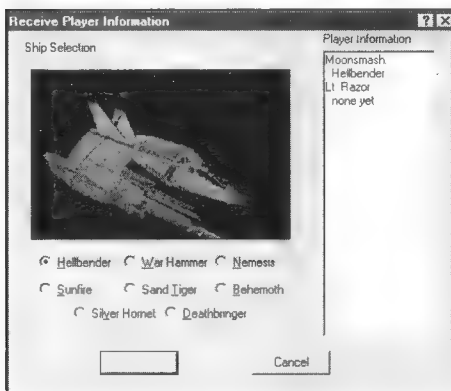 Receive Player Information
Ship Selection
Player Information
Moonsmash
Hellbender
Lt Razor
none yet
Hellbender War Hammer Nemesis
Sunfire Sand Tiger Behemoth
Silver Hornet Deathbringer
Cancel